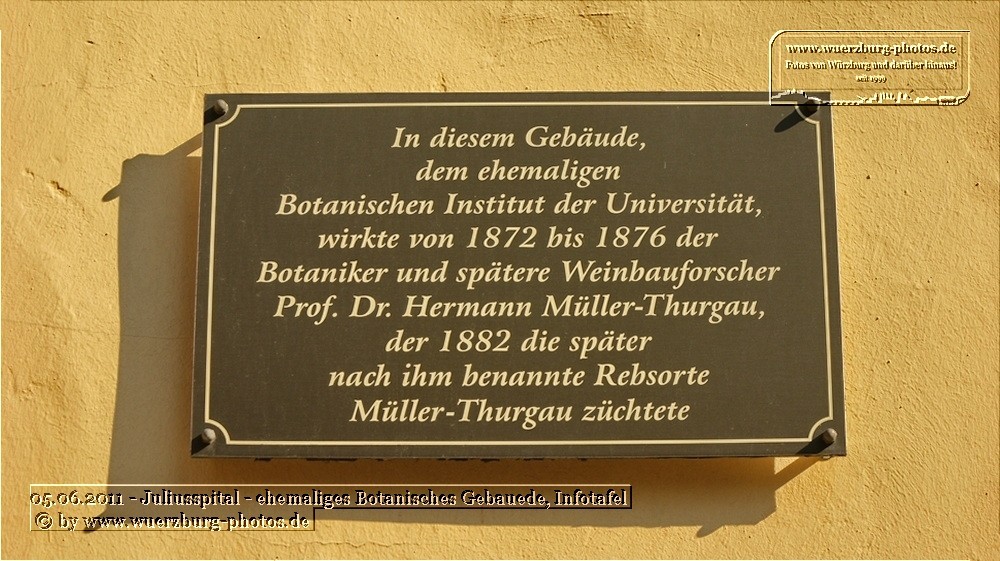 www.wuerzburg-photos.de
Fotos von Würzburg und darüber hinaus!
seit 1999
In diesem Gebäude,
dem ehemaligen
Botanischen Institut der Universität,
wirkte von 1872 bis 1876 der
Botaniker und spätere Weinbauforscher
Prof. Dr. Hermann Müller-Thurgau,
der 1882 die später
nach ihm benannte Rebsorte
Müller-Thurgau züchtete
05.06.2011 - Juliusspital - ehemaliges Botanisches Gebaeude, Infotafel
© by www.wuerzburg-photos.de